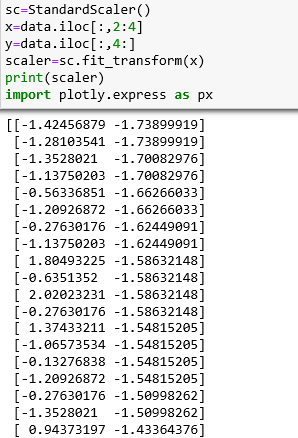 sc=StandardScaler()
x=data.iloc[:,2:4]
y=data.iloc[:,4:]
scaler=sc.fit_transform(x)
print(scaler)
import plotly.express as px
[[-1.42456879 -1.73899919]
[-1.28103541 -1.73899919]
[-1.3528021 -1.70082976]
[-1.13750203 -1.70082976]
[-0.56336851 -1.66266033]
[-1.20926872 -1.66266033]
[-0.27630176 -1.62449091]
[-1.13750203 -1.62449091]
[ 1.80493225 -1.58632148]
[-0.6351352 -1.58632148]
[ 2.02023231 -1.58632148]
[-0.27630176 -1.58632148]
[ 1.37433211 -1.54815205]
[-1.06573534 -1.54815205]
[-0.13276838 -1.54815205]
[-1.20926872 -1.54815205]
[-0.27630176 -1.50998262]
[-1.3528021 -1.50998262]
[ 0.94373197 -1.43364376]